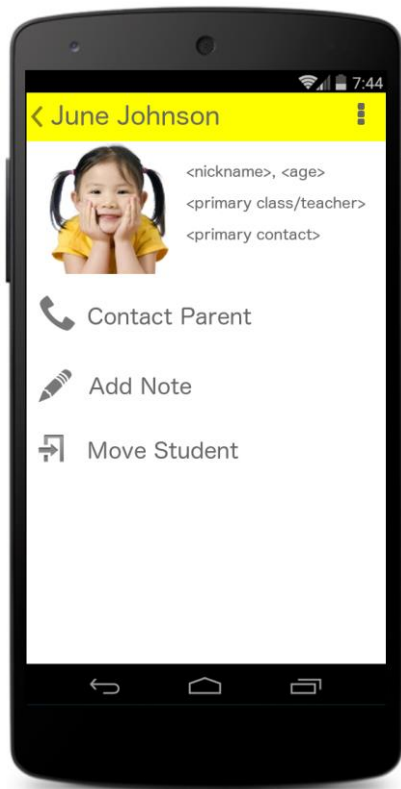 7:44
June Johnson
<nickname>, <age>
<primary class/teacher>
<primary contact>
Contact Parent
Add Note
Move Student